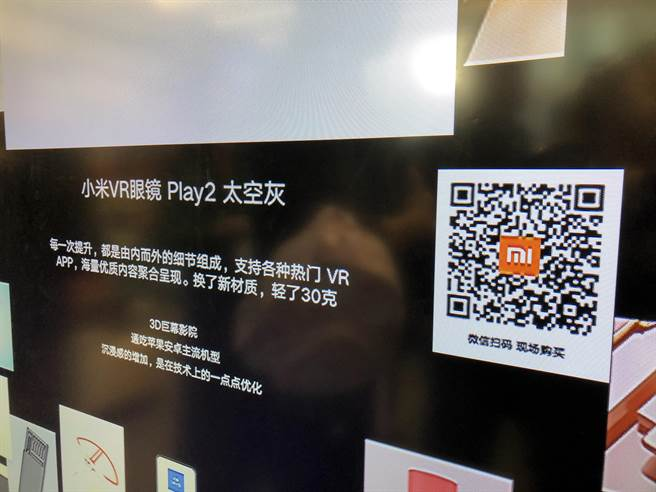 小米VR眼镜 Play2 太空灰
每一次提升，都是由内而外的细节组成，支持各种热门 VR
APP，海量优质内容聚合呈现。换了新材质，轻了30克
3D巨幕影院
通吃苹果安卓主流机型
沉浸感的增加，是在技术上的一点点优化
mi
微信扫码 现场购买